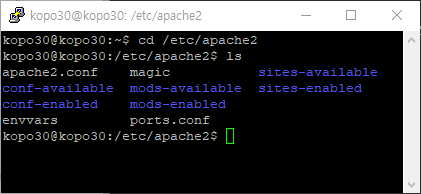 kopo30@kopo30: /etc/apache2
kopo30@kopo30:~$ cd /etc/apache2
kopo30@kopo30:/etc/apache2$ ls
apache2.conf magic sites-available
conf-available mods-available sites-enabled
conf-enabled mods-enabled
envvars ports.conf
kopo30@kopo30:/etc/apache2$